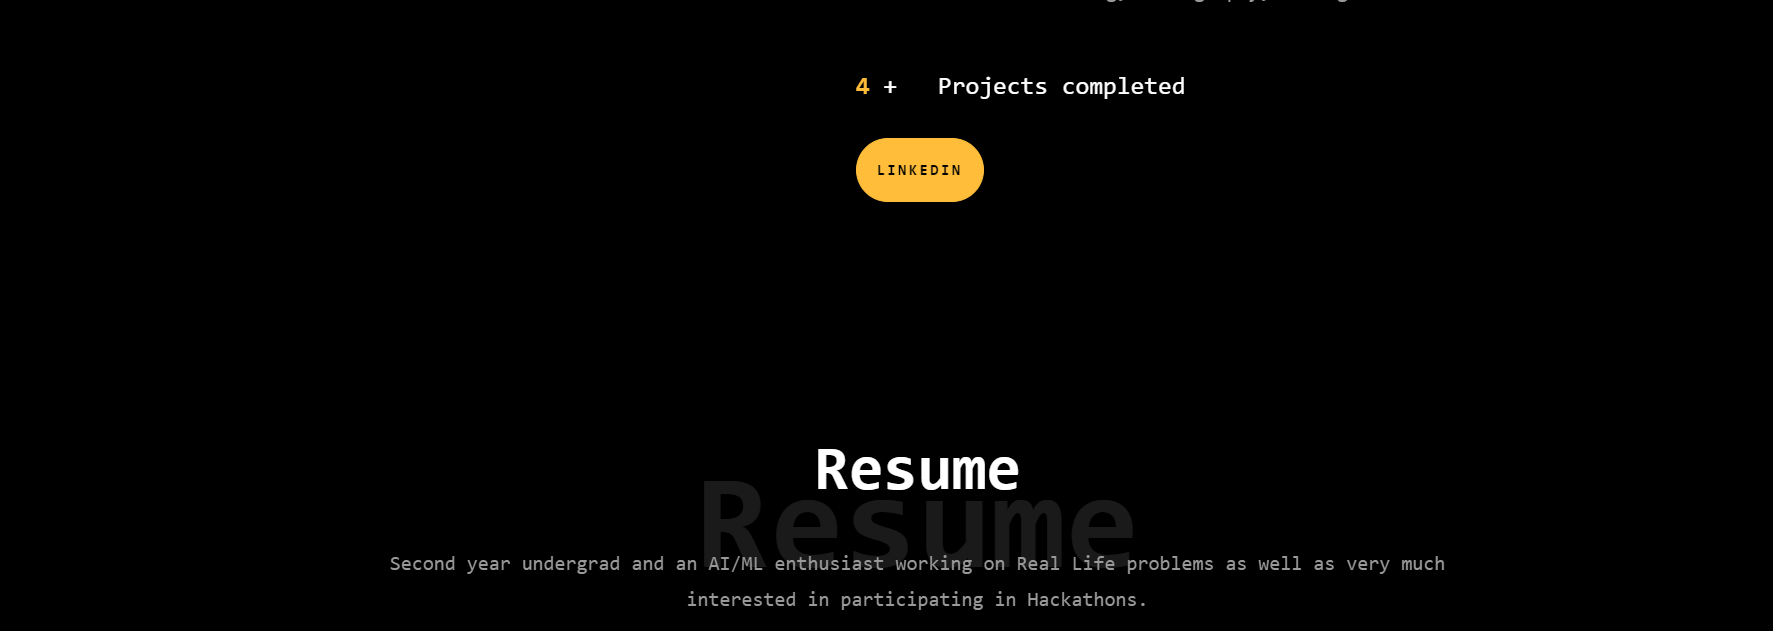 4 + Projects completed
LINKEDIN
Resume
Resume
Second year undergrad and an AI/ML enthusiast working on Real Life problems as well as very much
interested in participating in Hackathons.